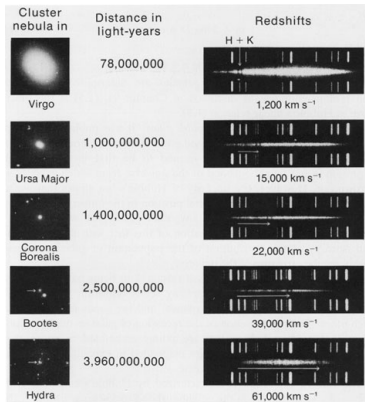 Cluster nebula in
Distance in light-years
Redshifts
H + K
78,000,000
Virgo
1,200 km s⁻¹
1,000,000,000
Ursa Major
15,000 km s⁻¹
1,400,000,000
Corona Borealis
22,000 km s⁻¹
2,500,000,000
Bootes
39,000 km s⁻¹
3,960,000,000
Hydra
61,000 km s⁻¹